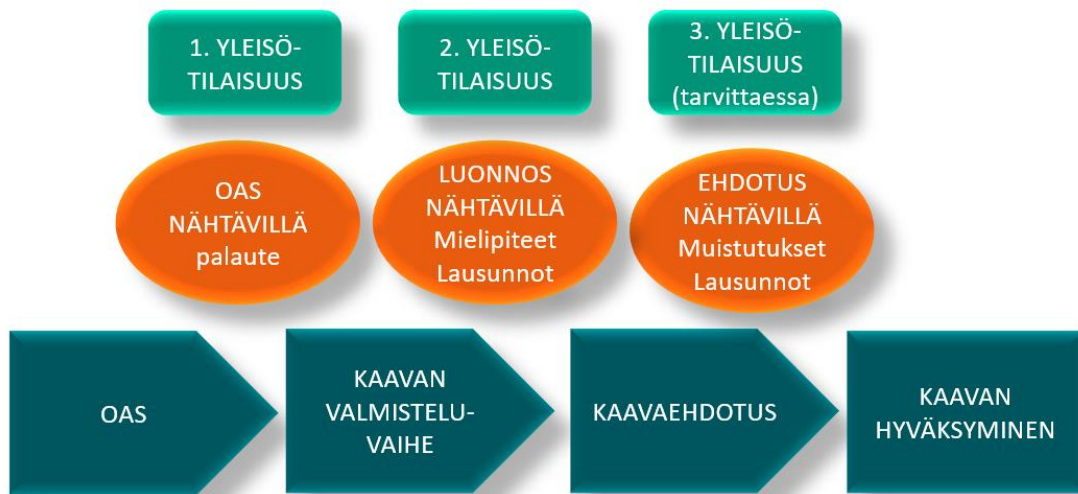 1. YLEISÖ-
TILAISUUS
2. YLEISÖ-
TILAISUUS
3. YLEISÖ-
TILAISUUS
(tarvittaessa)
OAS
NÄHTÄVILLÄ
palaute
LUONNOS
NÄHTÄVILLÄ
Mielipiteet
Lausunnot
EHDOTUS
NÄHTÄVILLÄ
Muistutukset
Lausunnot
OAS
KAAVAN
VALMISTELU-
VAIHE
KAAVAEHDOTUS
KAAVAN
HYVÄKSYMINEN